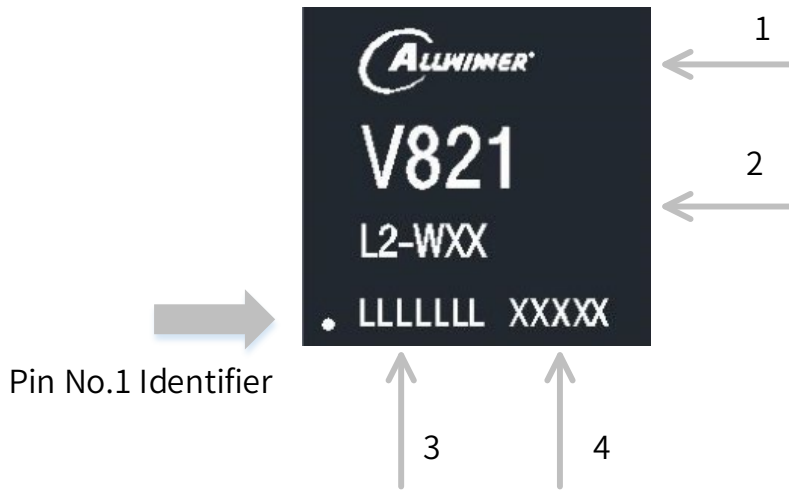 ALLWINNER
1
V821
2
L2-WXX
LLLLLLL XXXXX
Pin No.1 Identifier
3
4